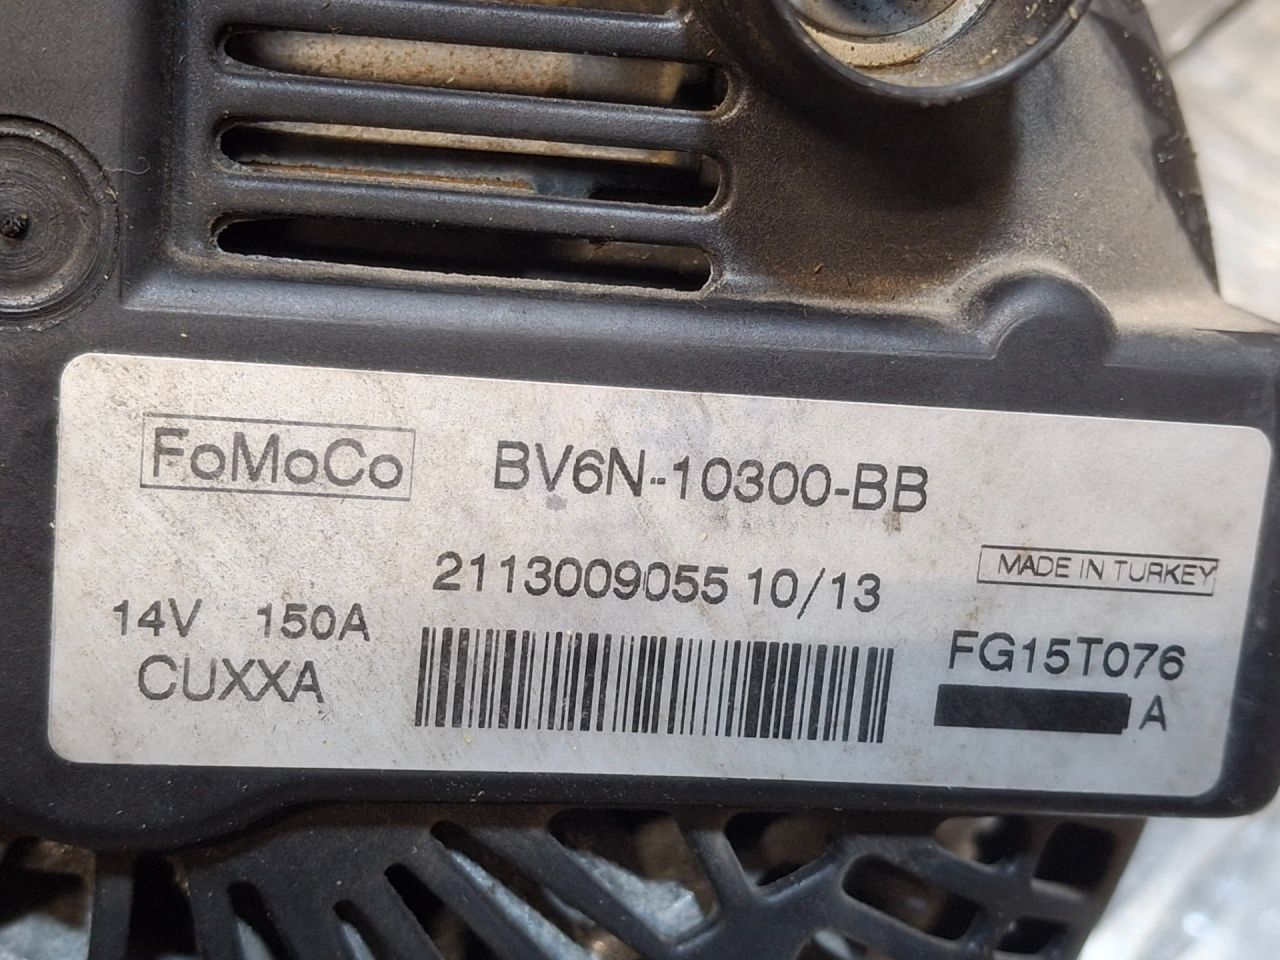 FoMoCo BV6N-10300-BB
2113009055 10/13
MADE IN TURKEY
14V 150A
CUXXA
FG15T076
A